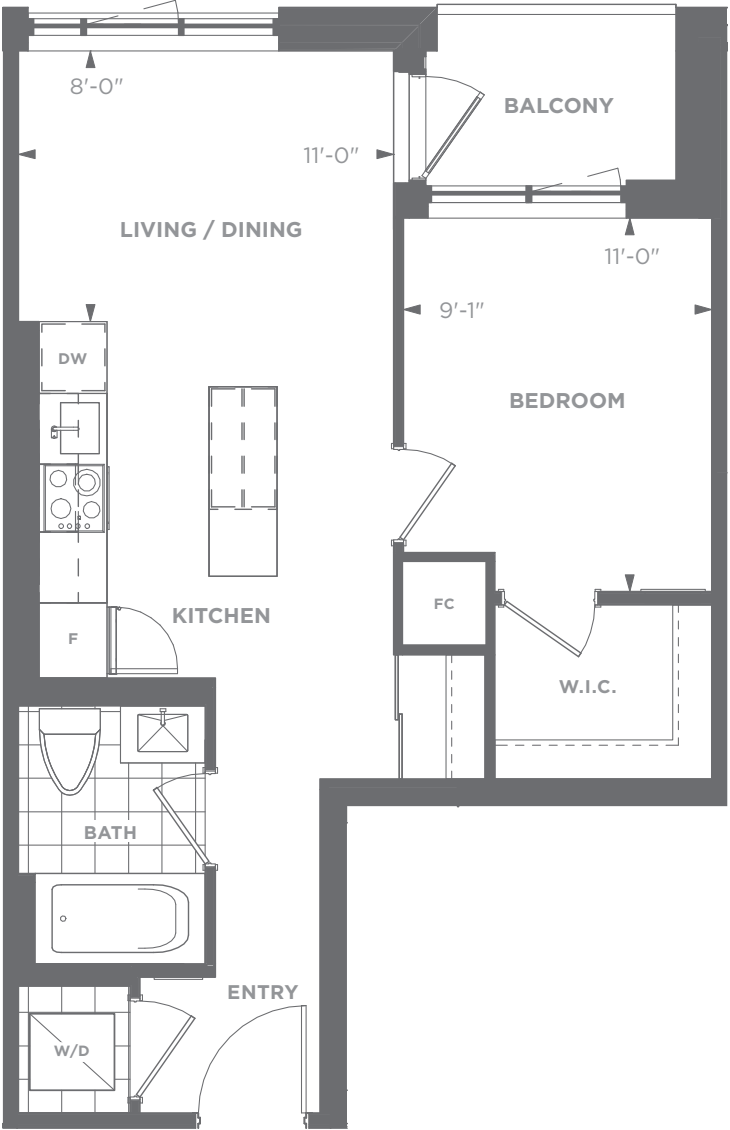 8'-0"
BALCONY
11'-0"
LIVING / DINING
11'-0"
9'-1"
DW
BEDROOM
FC
KITCHEN
F
W.I.C.
BATH
ENTRY
W/D